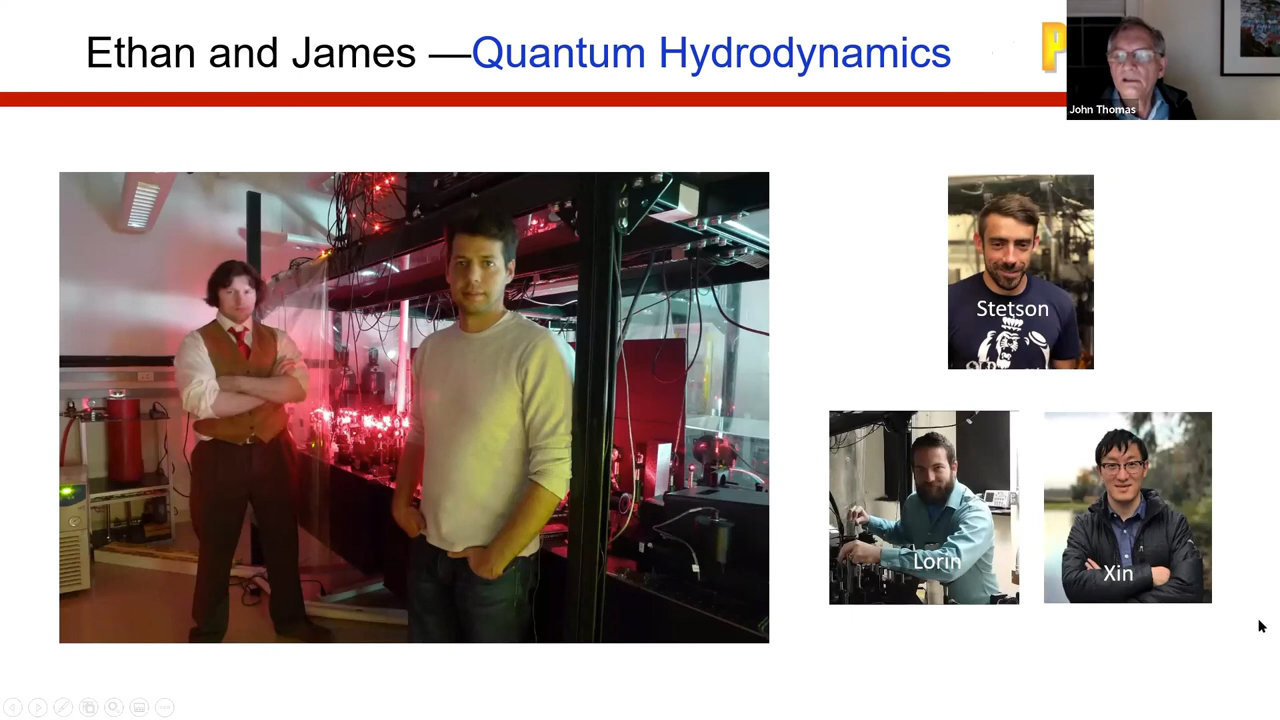 Ethan and James —Quantum Hydrodynamics
P
John Thomas
Stetson
Lorin
Xin